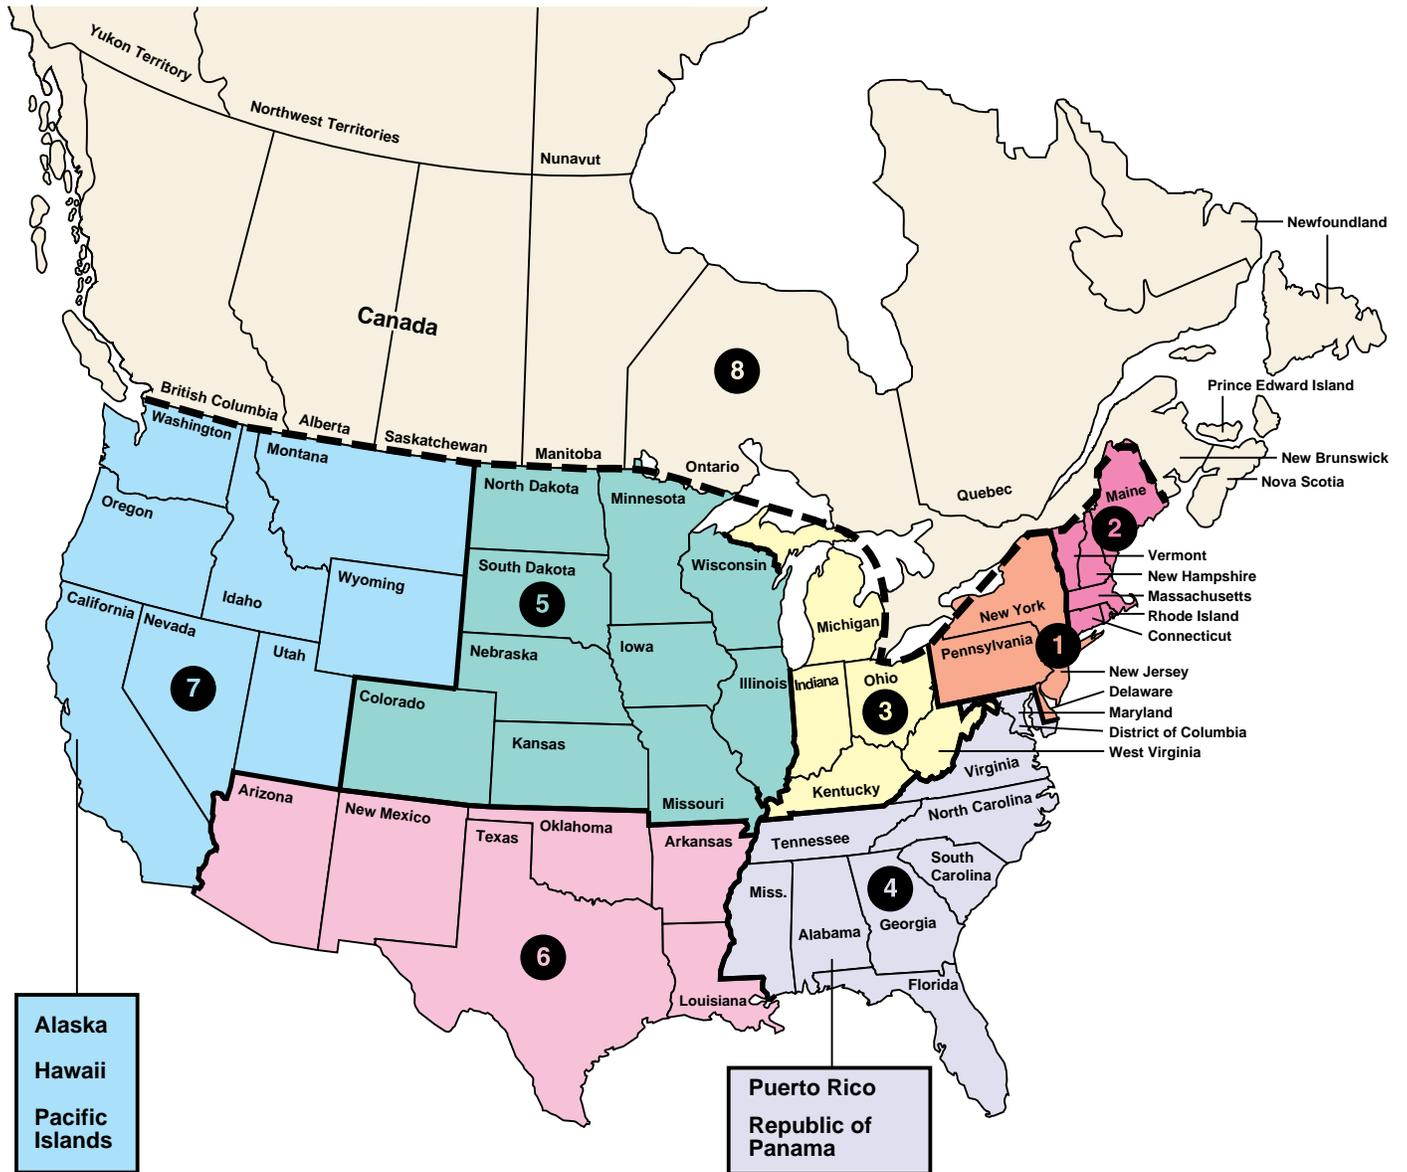 Yukon Territory
Northwest Territories
Nunavut
Newfoundland
Canada
8
Prince Edward Island
British Columbia
Alberta
Saskatchewan
Manitoba
Ontario
Quebec
New Brunswick
Nova Scotia
Washington
Montana
North Dakota
Minnesota
Maine
2
Oregon
Idaho
Wyoming
South Dakota
5
Wisconsin
Michigan
New York
Vermont
New Hampshire
Massachusetts
Rhode Island
Connecticut
California
Nevada
Utah
7
Nebraska
Iowa
Illinois
Indiana
Ohio
3
Pennsylvania
1
New Jersey
Delaware
Maryland
District of Columbia
West Virginia
Colorado
Kansas
Missouri
Kentucky
Virginia
Arizona
New Mexico
Texas
Oklahoma
Arkansas
Tennessee
North Carolina
South
Carolina
Miss.
Alabama
4
Georgia
6
Louisiana
Florida
Alaska
Hawaii
Pacific
Islands
Puerto Rico
Republic of
Panama